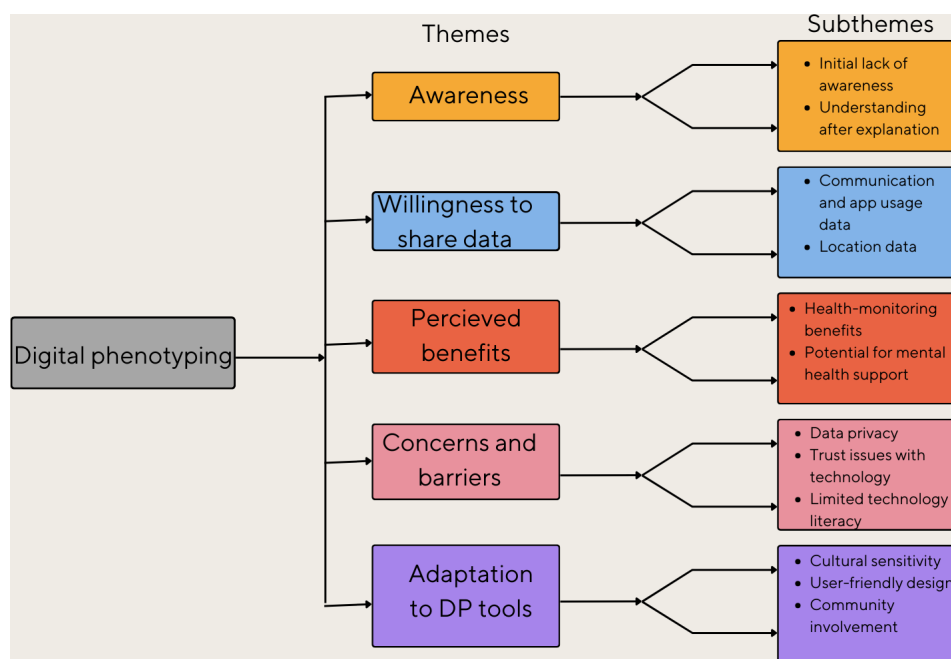 Themes
Subthemes
Digital phenotyping
Awareness
• Initial lack of
awareness
• Understanding
after explanation
Willingness to
share data
• Communication
and app usage
data
• Location data
Percieved
benefits
• Health-monitoring
benefits
• Potential for mental
health support
Concerns and
barriers
• Data privacy
• Trust issues with
technology
• Limited technology
literacy
Adaptation
to DP tools
• Cultural sensitivity
• User-friendly design
• Community
involvement